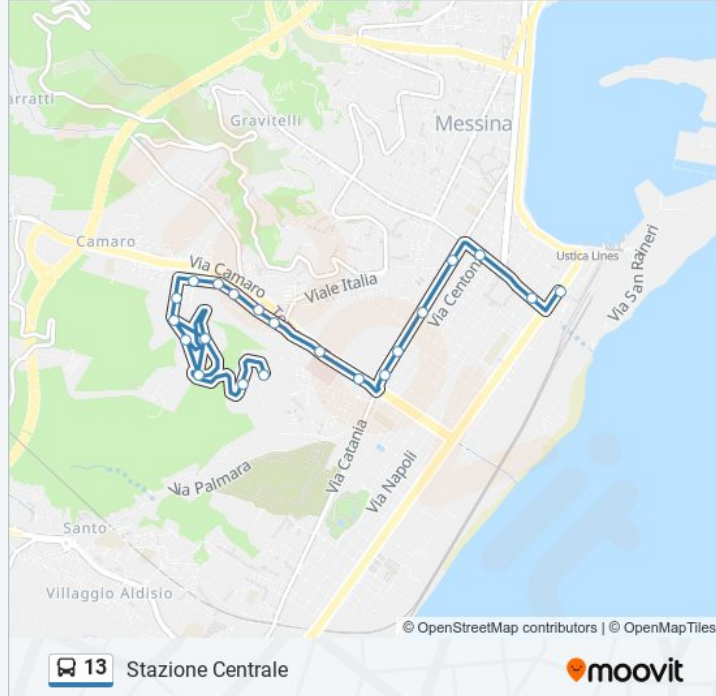 arratti
Gravitelli
Messina
Camaro
Ustica Lines
Via San Raineri
Via Camaro
Viale Italia
Via Centon
Via Catania
Via Napoli
Via Palmara
Santo
Villaggio Aldisio
© OpenStreetMap contributors | © OpenMapTiles
13 Stazione Centrale
moovit